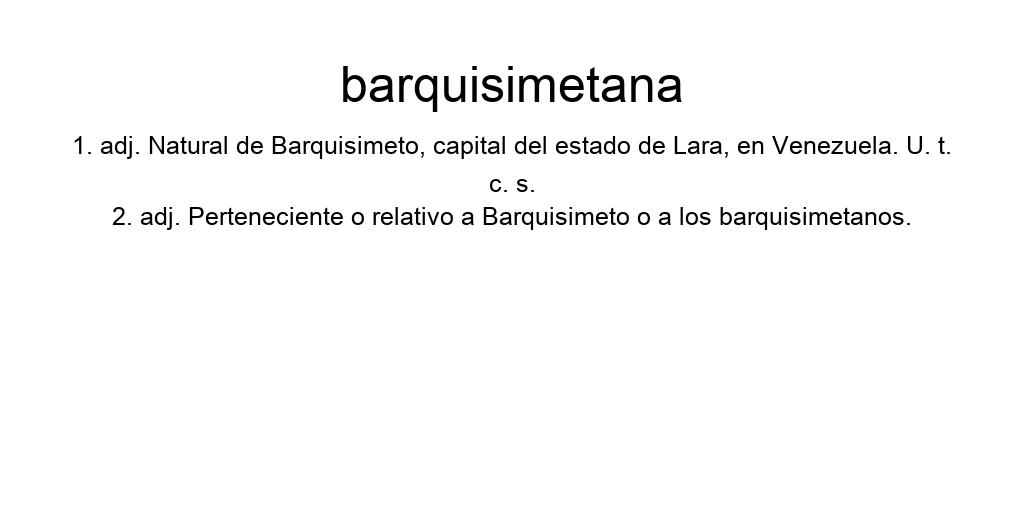 barquisimetana
1. adj. Natural de Barquisimeto, capital del estado de Lara, en Venezuela. U. t.
c. s.
2. adj. Perteneciente o relativo a Barquisimeto o a los barquisimetanos.